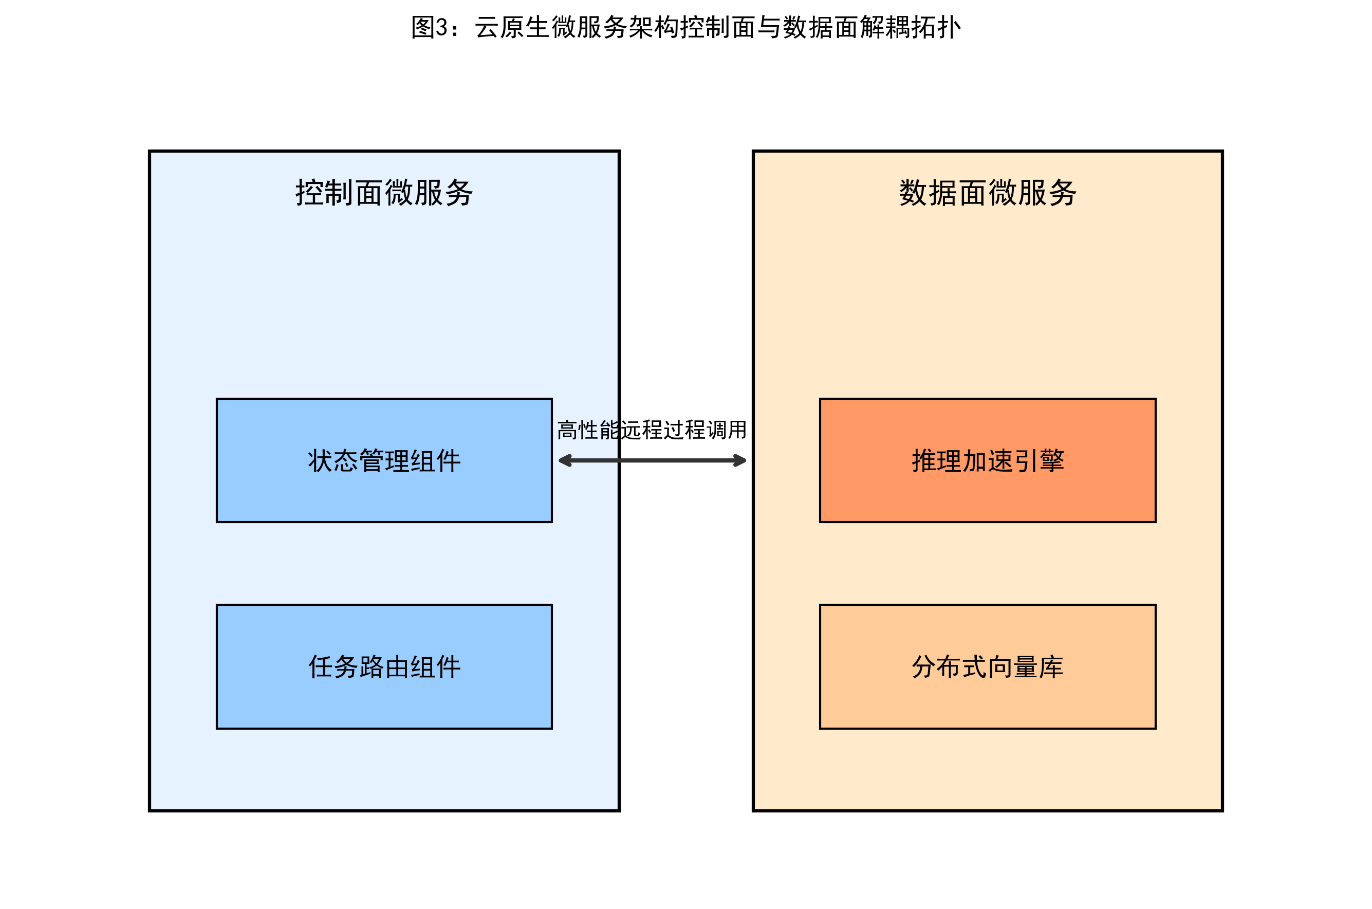 图3：云原生微服务架构控制面与数据面解耦拓扑
控制面微服务
数据面微服务
高性能远程过程调用
状态管理组件
推理加速引擎
任务路由组件
分布式向量库